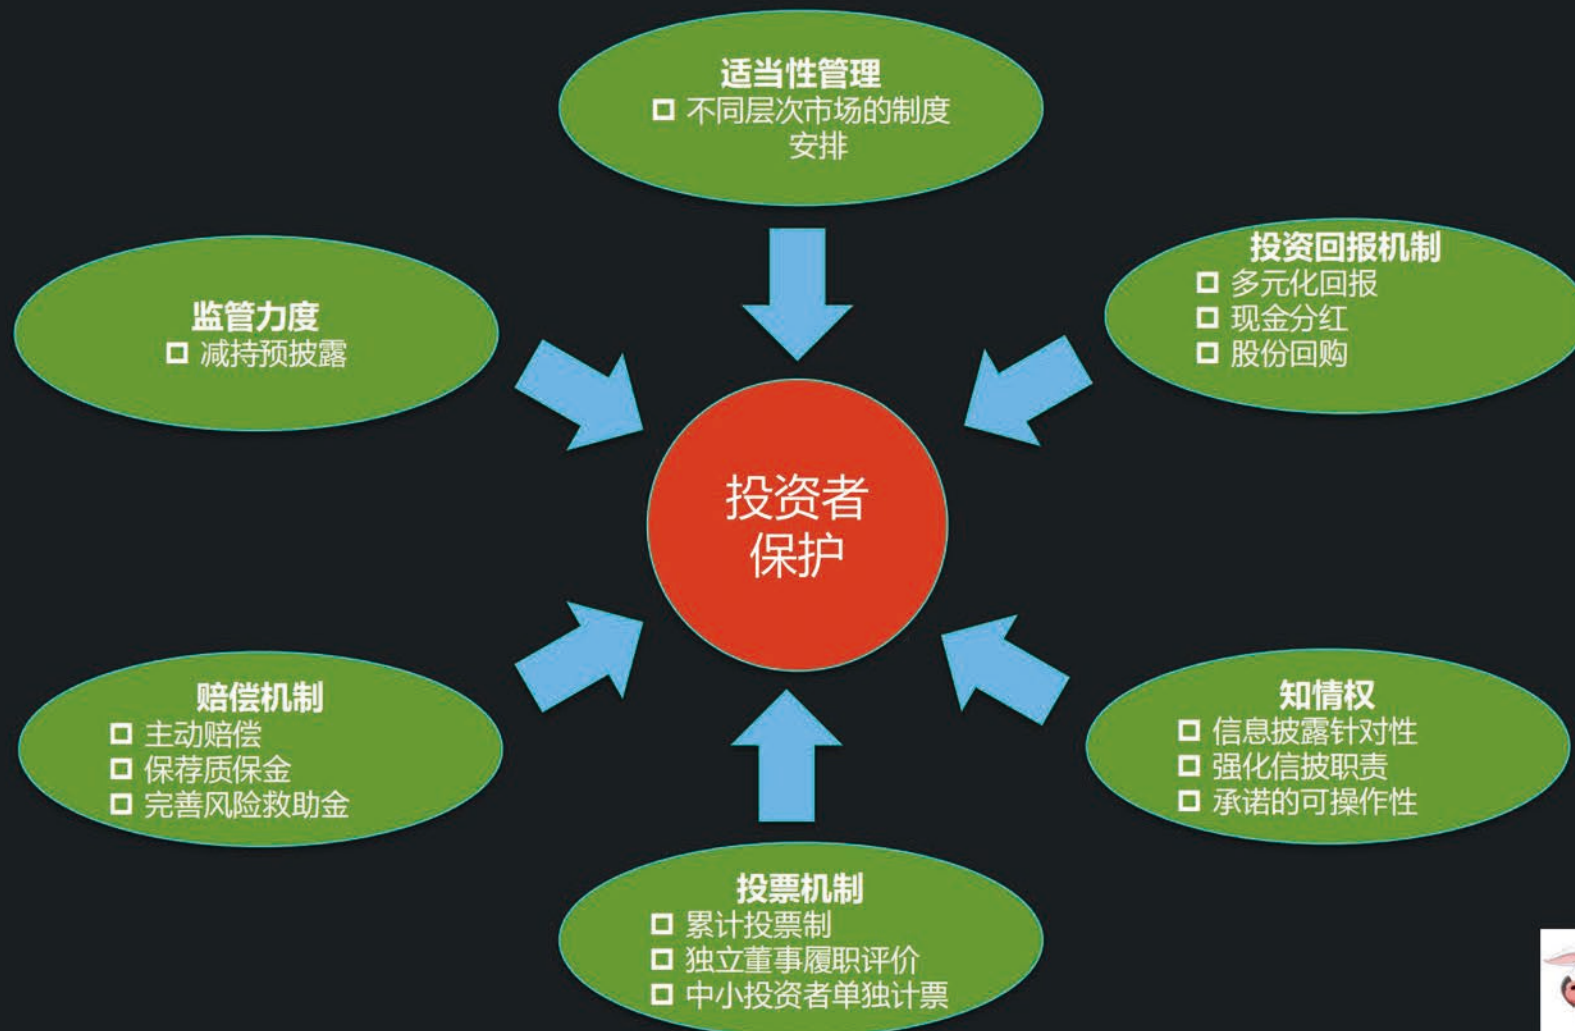 适当性管理
不同层次市场的制度
安排
投资回报机制
多元化回报
现金分红
股份回购
监管力度
减持预披露
投资者
保护
赔偿机制
主动赔偿
保荐质保金
完善风险救助金
知情权
信息披露针对性
强化信披职责
承诺的可操作性
投票机制
累计投票制
独立董事履职评价
中小投资者单独计票